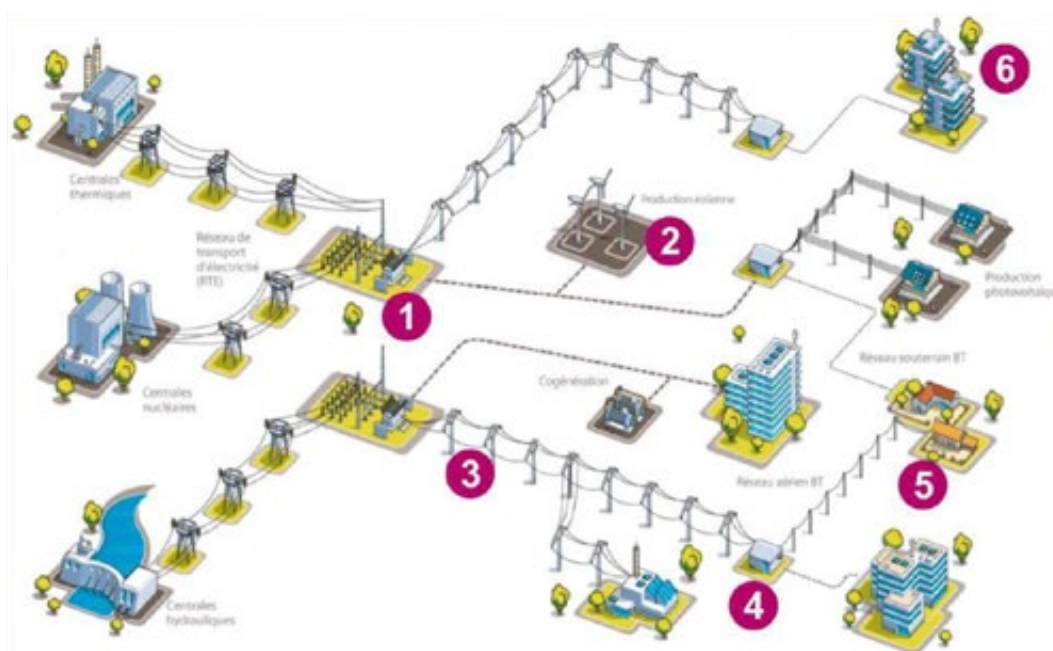 6
Centrales
thermiques
Production éolienne
2
Réseau de
transport
d'électricité
(RTE)
1
Production
photovoltaïque
Réseau souterrain BT
Centrales
nucléaires
Cogénération
3
Réseau aérien BT
5
4
Centrales
hydrauliques